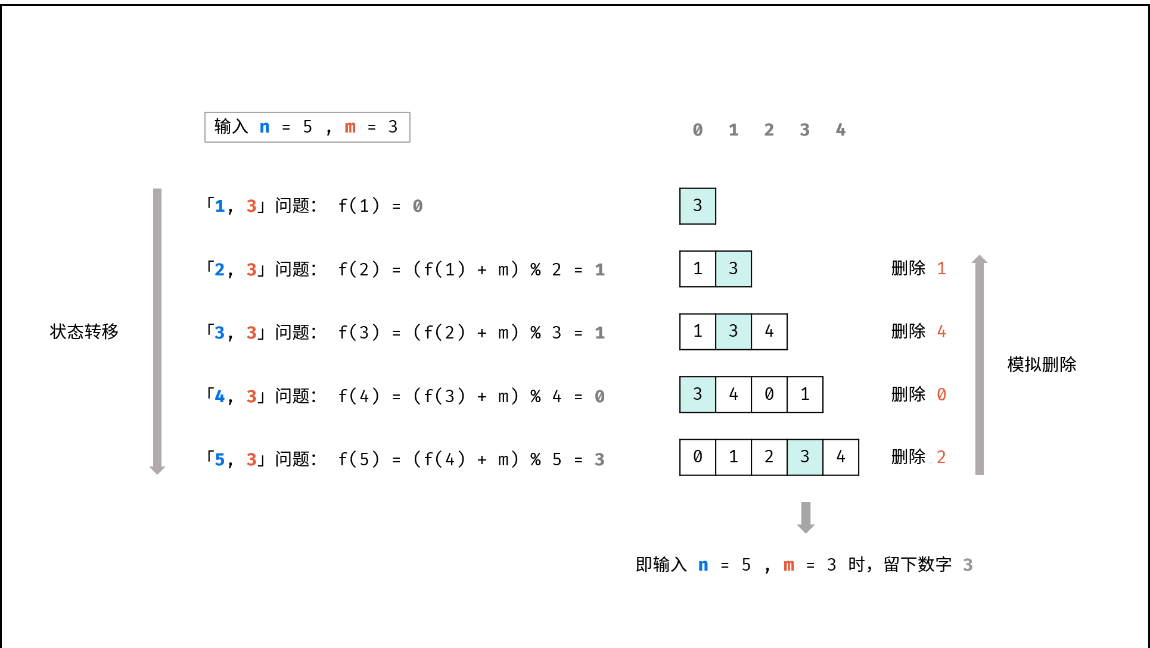 输入 n = 5 , m = 3
0 1 2 3 4
「1, 3」问题： f(1) = 0
3
「2, 3」问题： f(2) = (f(1) + m) % 2 = 1
1 3
删除 1
「3, 3」问题： f(3) = (f(2) + m) % 3 = 1
1 3 4
删除 4
状态转移
模拟删除
「4, 3」问题： f(4) = (f(3) + m) % 4 = 0
3 4 0 1
删除 0
「5, 3」问题： f(5) = (f(4) + m) % 5 = 3
0 1 2 3 4
删除 2
即输入 n = 5 , m = 3 时，留下数字 3